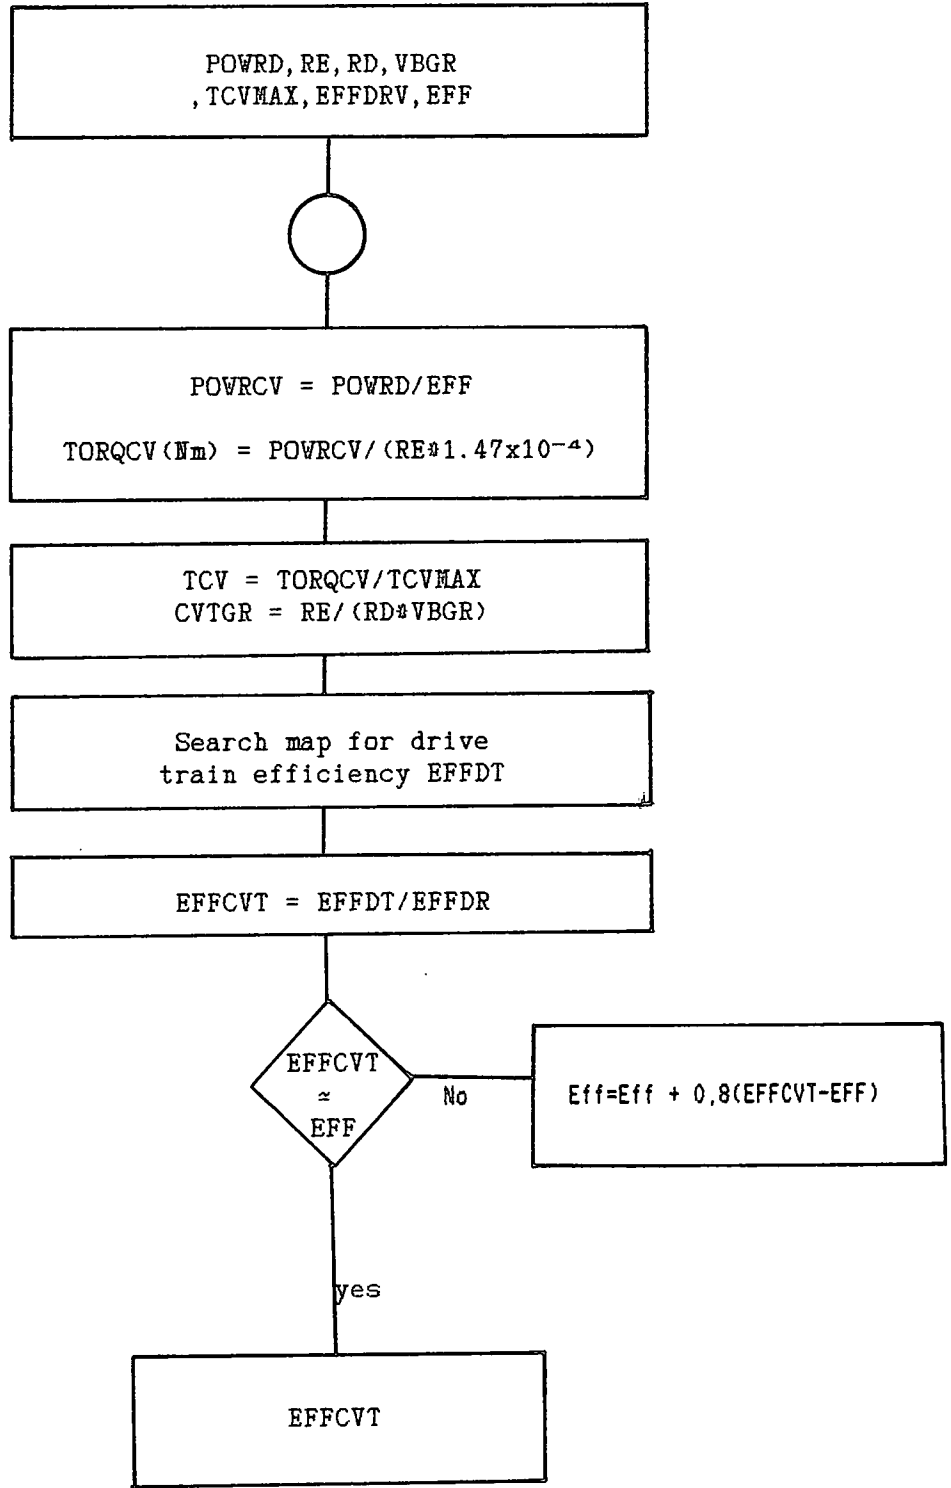 POWRD, RE, RD, VBGR
,TCVMAX, EFFDRV, EFF
POWRCV = POWRD/EFF
TORQCV(Nm) = POWRCV/(RE*1.47x10⁻⁴)
TCV = TORQCV/TCVMAX
CVTGR = RE/(RD*VBGR)
Search map for drive
train efficiency EFFDT
EFFCVT = EFFDT/EFFDR
EFFCVT
≃
EFF
No
Eff=Eff + 0,8(EFFCVT-EFF)
yes
EFFCVT